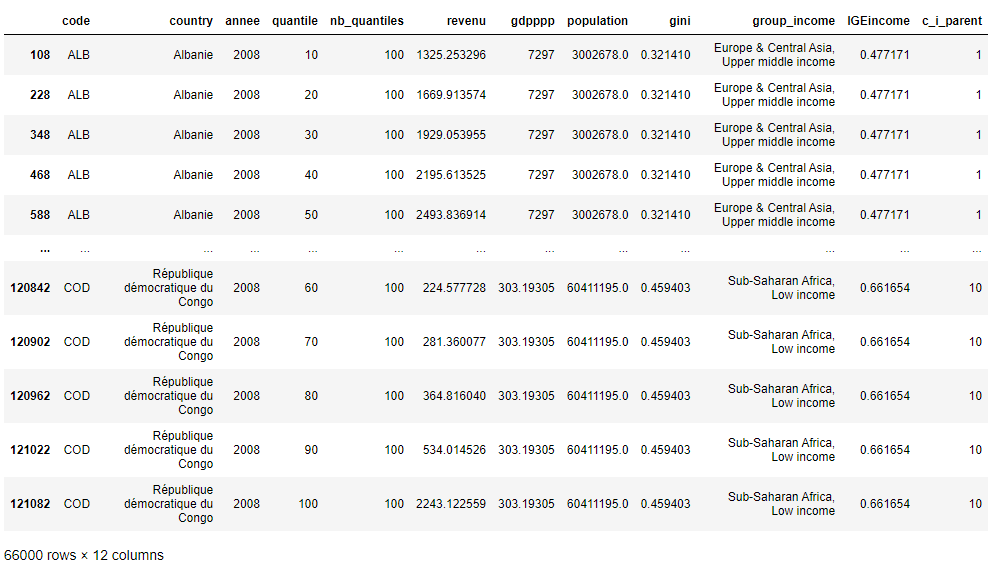 code country annee quantile nb_quantiles revenu gdpppp population gini group_income IGEincome c_i_parent
108 ALB Albanie 2008 10 100 1325.253296 7297 3002678.0 0.321410 Europe & Central Asia, Upper middle income 0.477171 1
228 ALB Albanie 2008 20 100 1669.913574 7297 3002678.0 0.321410 Europe & Central Asia, Upper middle income 0.477171 1
348 ALB Albanie 2008 30 100 1929.053955 7297 3002678.0 0.321410 Europe & Central Asia, Upper middle income 0.477171 1
468 ALB Albanie 2008 40 100 2195.613525 7297 3002678.0 0.321410 Europe & Central Asia, Upper middle income 0.477171 1
588 ALB Albanie 2008 50 100 2493.836914 7297 3002678.0 0.321410 Europe & Central Asia, Upper middle income 0.477171 1
... ... ... ... ... ... ... ... ... ... ... ... ...
120842 COD République démocratique du Congo 2008 60 100 224.577728 303.19305 60411195.0 0.459403 Sub-Saharan Africa, Low income 0.661654 10
120902 COD République démocratique du Congo 2008 70 100 281.360077 303.19305 60411195.0 0.459403 Sub-Saharan Africa, Low income 0.661654 10
120962 COD République démocratique du Congo 2008 80 100 364.816040 303.19305 60411195.0 0.459403 Sub-Saharan Africa, Low income 0.661654 10
121022 COD République démocratique du Congo 2008 90 100 534.014526 303.19305 60411195.0 0.459403 Sub-Saharan Africa, Low income 0.661654 10
121082 COD République démocratique du Congo 2008 100 100 2243.122559 303.19305 60411195.0 0.459403 Sub-Saharan Africa, Low income 0.661654 10
66000 rows × 12 columns